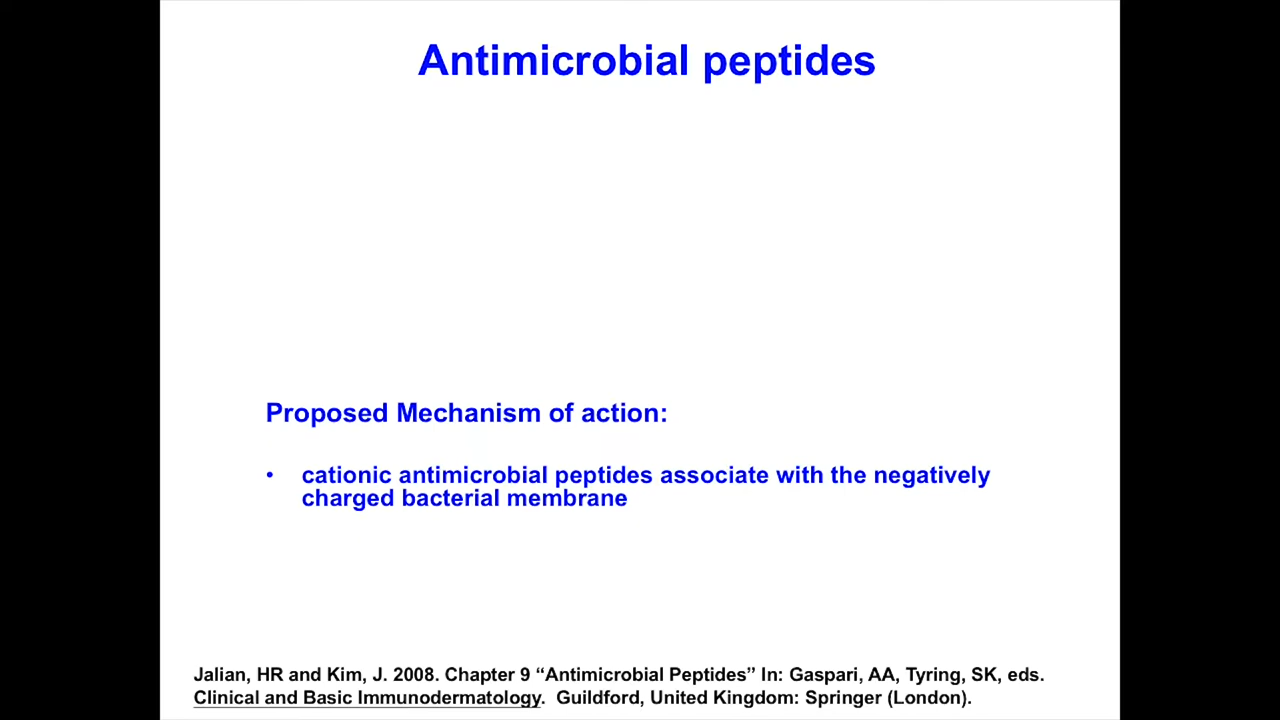 Antimicrobial peptides
Proposed Mechanism of action:
• cationic antimicrobial peptides associate with the negatively
charged bacterial membrane
Jalian, HR and Kim, J. 2008. Chapter 9 “Antimicrobial Peptides” In: Gaspari, AA, Tyring, SK, eds.
Clinical and Basic Immunodermatology. Guildford, United Kingdom: Springer (London).